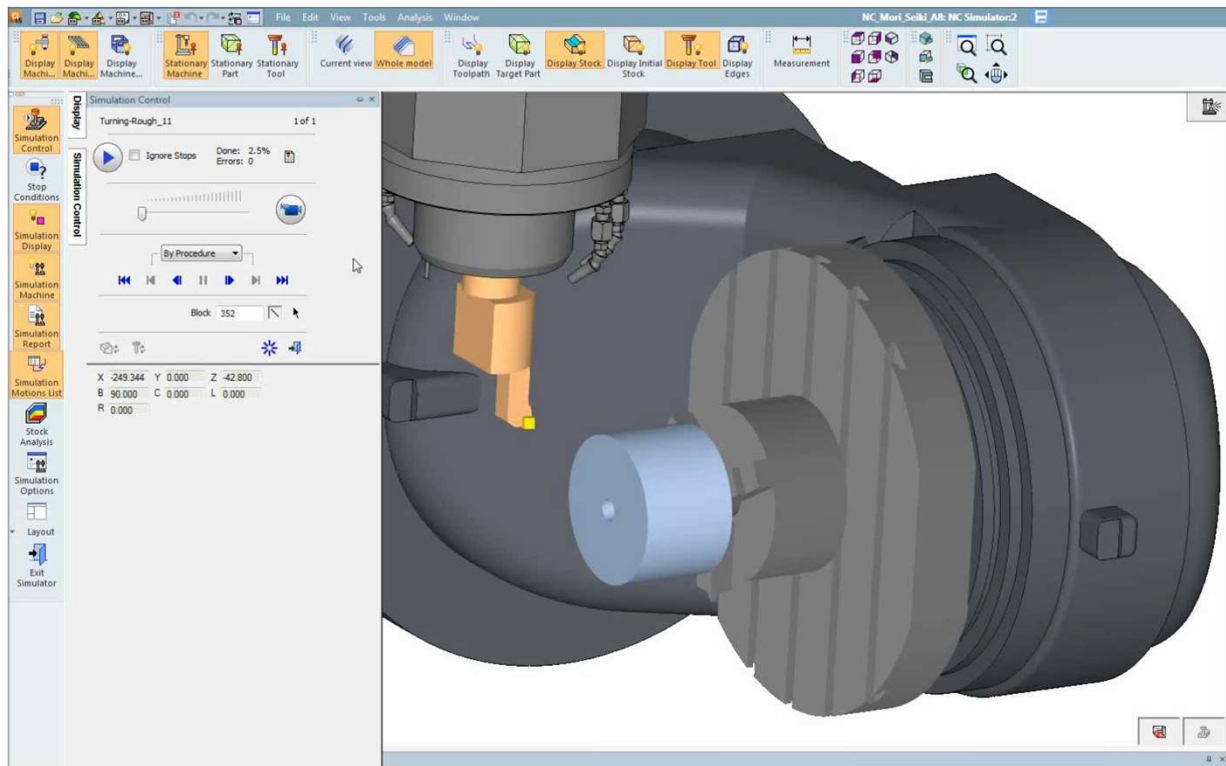 File Edit View Tools Analysis Window
NC_Mori_Seiki_A8: NC Simulator:2
Display Machi...
Display Machi...
Display Machine...
Stationary Machine
Stationary Part
Stationary Tool
Current view
Whole model
Display Toolpath
Display Target Part
Display Stock
Display Initial Stock
Display Tool
Display Edges
Measurement
Simulation Control
Stop Conditions
Simulation Display
Simulation Machine
Simulation Report
Simulation Motions List
Stock Analysis
Simulation Options
Layout
Exit Simulator
Display
Simulation Control
Simulation Control
Turning-Rough_11 1 of 1
Ignore Stops
Done: 2.5%
Errors: 0
By Procedure
Block 352
X -249.344 Y 0.000 Z -42.800
B 90.000 C 0.000 L 0.000
R 0.000